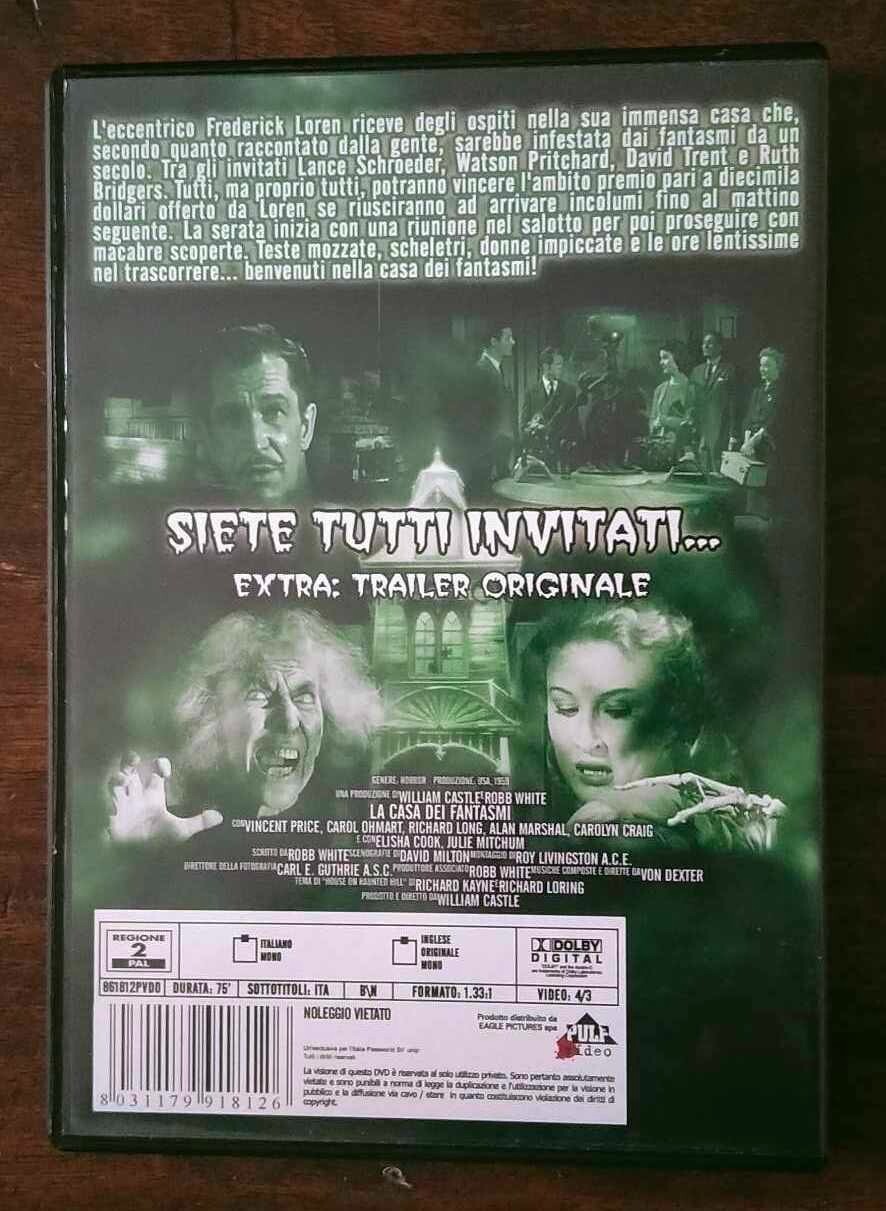 L'eccentrico Frederick Loren riceve degli ospiti nella sua immensa casa che,
secondo quanto raccontato dalla gente, sarebbe infestata dai fantasmi da un
secolo. Tra gli invitati Lance Schroeder, Watson Pritchard, David Trent e Ruth
Bridgers. Tutti, ma proprio tutti, potranno vincere l'ambito premio pari a diecimila
dollari offerto da Loren se riusciranno ad arrivare incolumi fino al mattino
seguente. La serata inizia con una riunione nel salotto per poi proseguire con
macabre scoperte. Teste mozzate, scheletri, donne impiccate e le ore lentissime
nel trascorrere... benvenuti nella casa dei fantasmi!
SIETE TUTTI INVITATI...
EXTRA: TRAILER ORIGINALE
GENERE: HORROR - PRODUZIONE: USA, 1959
UNA PRODUZIONE DI WILLIAM CASTLE E ROBB WHITE
LA CASA DEI FANTASMI
CON VINCENT PRICE, CAROL OHMART, RICHARD LONG, ALAN MARSHAL, CAROLYN CRAIG
E CON ELISHA COOK, JULIE MITCHUM
SCRITTO DA ROBB WHITE SCENOGRAFIE DI DAVID MILTON MONTAGGIO DI ROY LIVINGSTON A.C.E.
DIRETTORE DELLA FOTOGRAFIA CARL E. GUTHRIE A.S.C. PRODUTTORE ASSOCIATO ROBB WHITE MUSICHE COMPOSTE E DIRETTE DA VON DEXTER
TEMA DI "HOUSE ON HAUNTED HILL" DI RICHARD KAYNE E RICHARD LORING
PRODOTTO E DIRETTO DA WILLIAM CASTLE
REGIONE
2
PAL
ITALIANO
MONO
INGLESE
ORIGINALE
MONO
DOLBY
DIGITAL
861812PVDO
DURATA: 75'
SOTTOTITOLI: ITA
B\N
FORMATO: 1.33:1
VIDEO: 4/3
NOLEGGIO VIETATO
Prodotto distribuito da
EAGLE PICTURES spa
PULP
Video
Tutti i diritti riservati
La visione di questo DVD è riservata al solo utilizzo privato. Sono pertanto assolutamente
vietate e sono punibili a norma di legge la duplicazione e l'utilizzazione per la visione in
pubblico e la diffusione via cavo / etere in quanto costituiscono violazione dei diritti di
copyright.
8 031179 918126